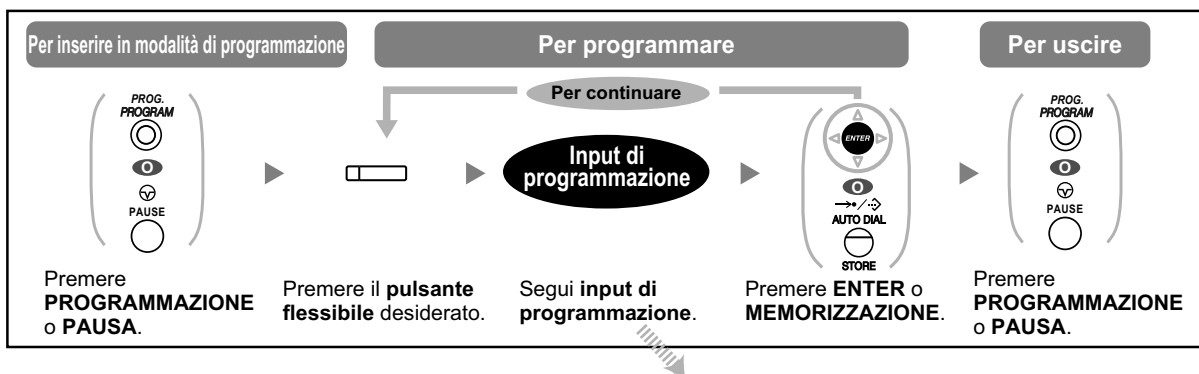 Per inserire in modalità di programmazione
Per programmare
Per uscire
Per continuare
PROG.
PROGRAM
O
PAUSE
Input di
programmazione
ENTER
O
AUTO DIAL
STORE
PROG.
PROGRAM
O
PAUSE
Premere
PROGRAMMAZIONE
o PAUSA.
Premere il pulsante
flessibile desiderato.
Segui input di
programmazione.
Premere ENTER o
MEMORIZZAZIONE.
Premere
PROGRAMMAZIONE
o PAUSA.